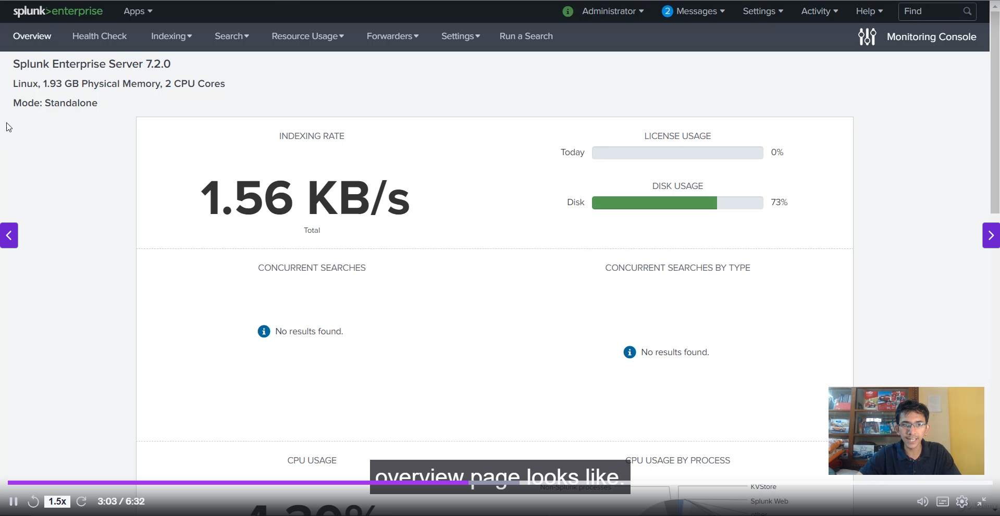 splunk>enterprise Apps Administrator 2 Messages Settings Activity Help Find
Overview Health Check Indexing Search Resource Usage Forwarders Settings Run a Search Monitoring Console
Splunk Enterprise Server 7.2.0
Linux, 1.93 GB Physical Memory, 2 CPU Cores
Mode: Standalone
INDEXING RATE
1.56 KB/s
Total
LICENSE USAGE
Today 0%
DISK USAGE
Disk 73%
CONCURRENT SEARCHES
No results found.
CONCURRENT SEARCHES BY TYPE
No results found.
CPU USAGE
CPU USAGE BY PROCESS
overview page looks like.
Non-Splunk processes
KVStore
Splunk Web
other
1.5x 3:03 / 6:32